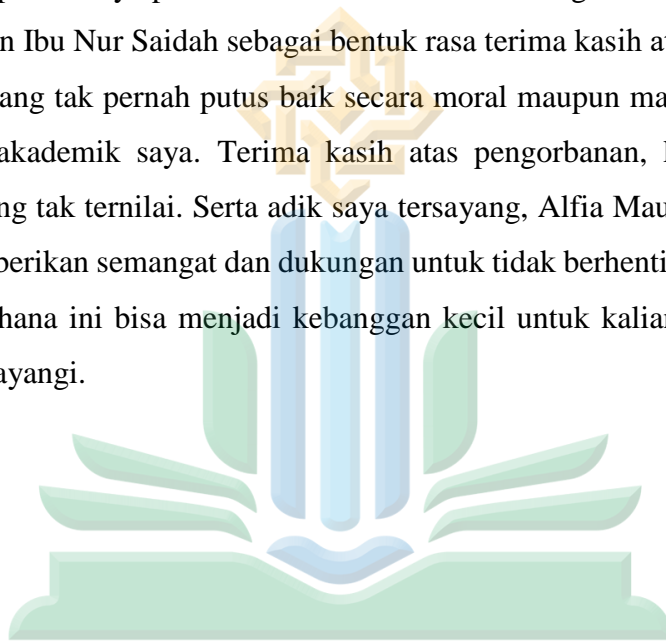 n Ibu Nur Saidah sebagai bentuk rasa terima kasih at
ang tak pernah putus baik secara moral maupun ma
akademik saya. Terima kasih atas pengorbanan,
ng tak ternilai. Serta adik saya tersayang, Alfia Mau
berikan semangat dan dukungan untuk tidak berhenti
hana ini bisa menjadi kebanggan kecil untuk kalian
ayangi.